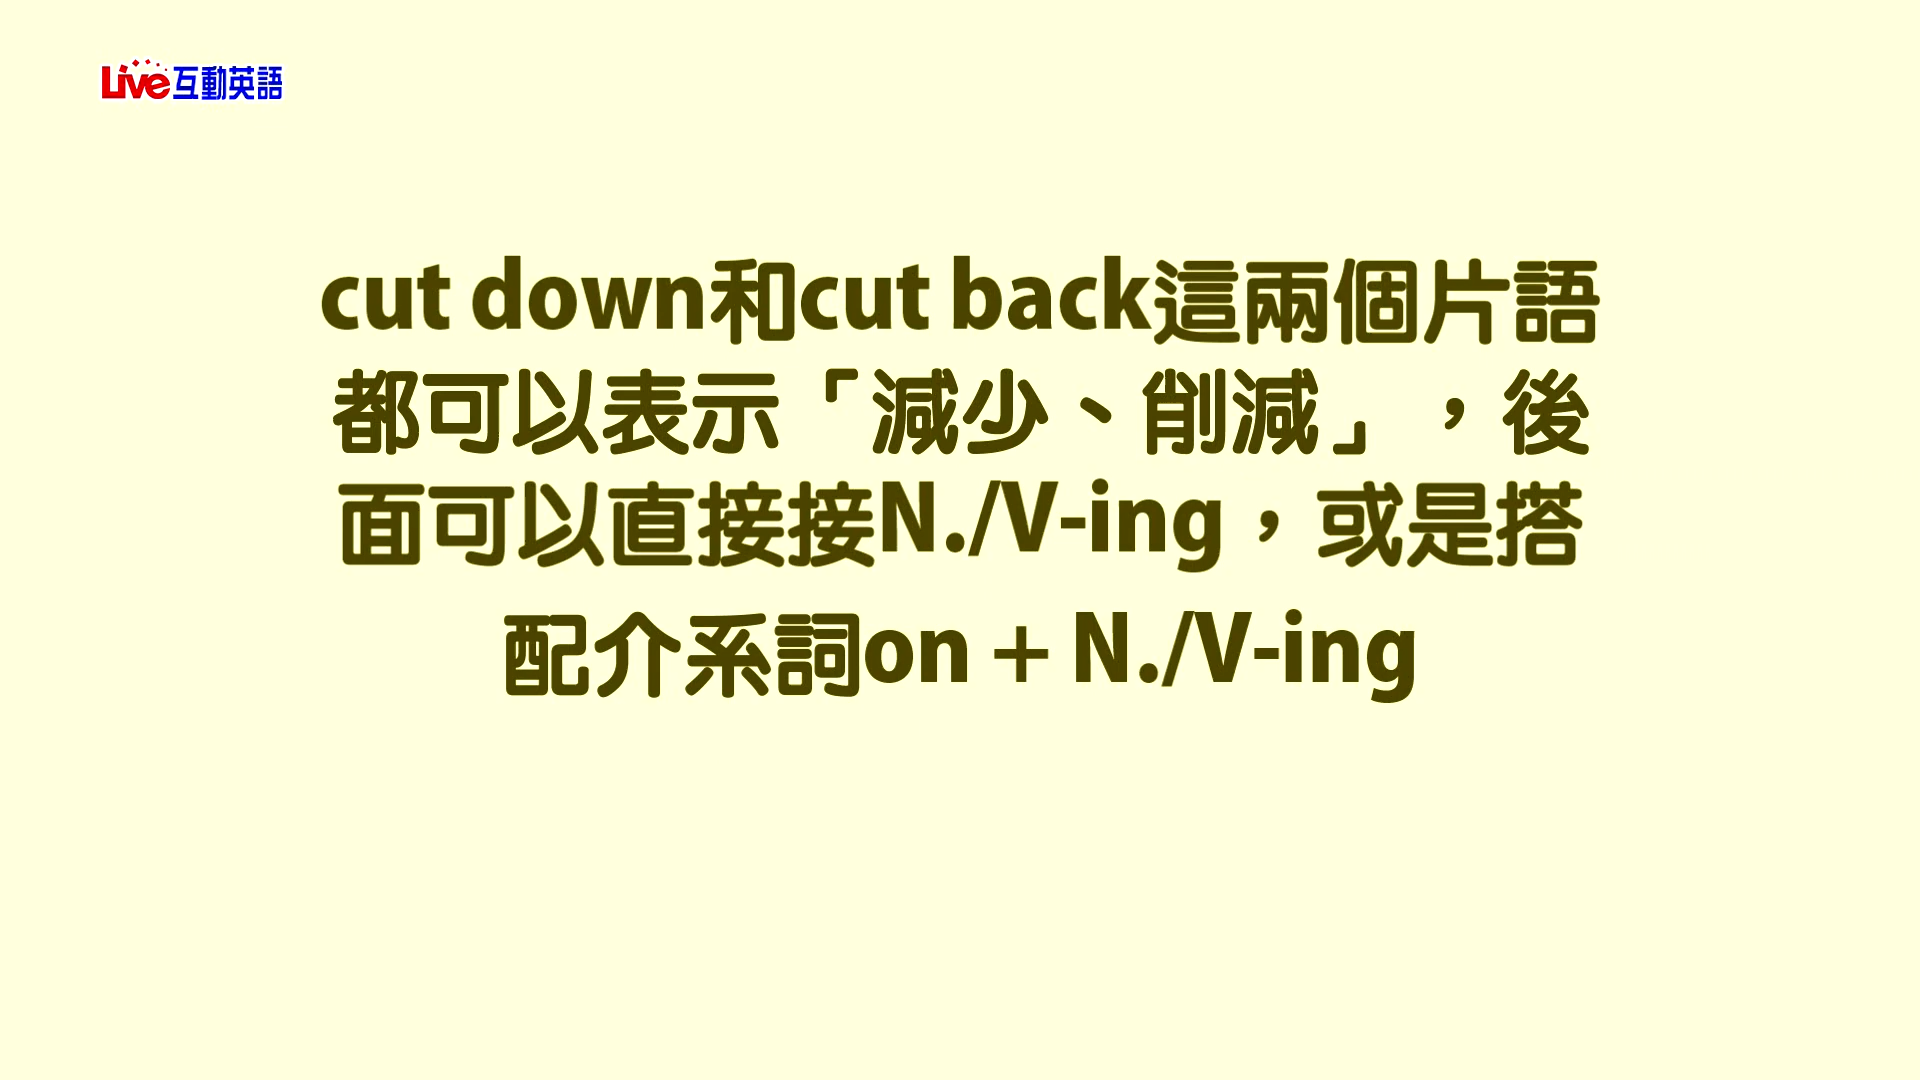 Live互動英語
cut down和cut back這兩個片語
都可以表示「減少、削減」，後
面可以直接接N./V-ing，或是搭
配介系詞on + N./V-ing